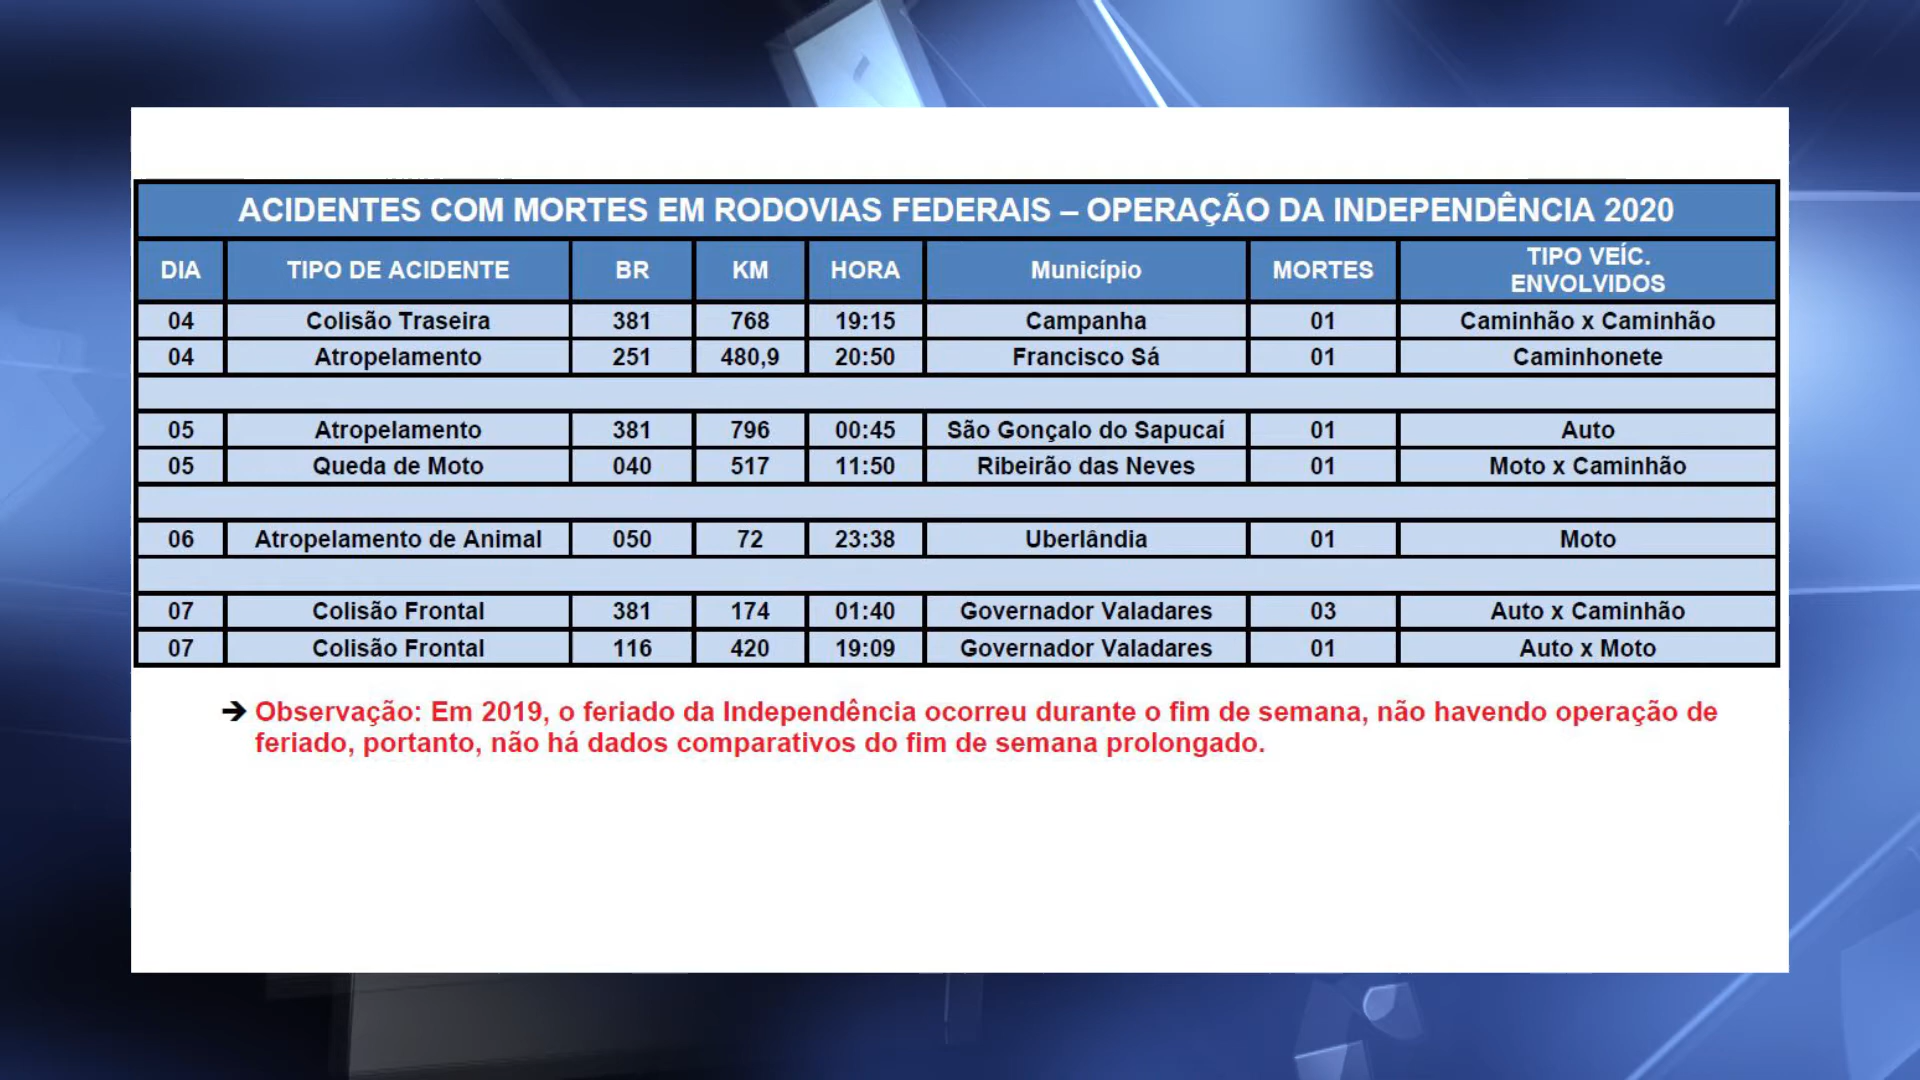 ACIDENTES COM MORTES EM RODOVIAS FEDERAIS – OPERAÇÃO DA INDEPENDÊNCIA 2020
DIA TIPO DE ACIDENTE BR KM HORA Município MORTES TIPO VEÍC. ENVOLVIDOS
04 Colisão Traseira 381 768 19:15 Campanha 01 Caminhão x Caminhão
04 Atropelamento 251 480,9 20:50 Francisco Sá 01 Caminhonete
05 Atropelamento 381 796 00:45 São Gonçalo do Sapucaí 01 Auto
05 Queda de Moto 040 517 11:50 Ribeirão das Neves 01 Moto x Caminhão
06 Atropelamento de Animal 050 72 23:38 Uberlândia 01 Moto
07 Colisão Frontal 381 174 01:40 Governador Valadares 03 Auto x Caminhão
07 Colisão Frontal 116 420 19:09 Governador Valadares 01 Auto x Moto
➔ Observação: Em 2019, o feriado da Independência ocorreu durante o fim de semana, não havendo operação de
feriado, portanto, não há dados comparativos do fim de semana prolongado.